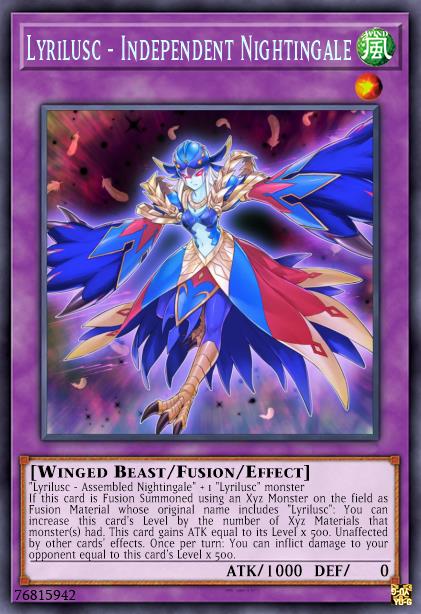 Lyrilusc - Independent Nightingale
WIND
風
[Winged Beast/Fusion/Effect]
"Lyrilusc - Assembled Nightingale" + 1 "Lyrilusc" monster
If this card is Fusion Summoned using an Xyz Monster on the field as
Fusion Material whose original name includes "Lyrilusc": You can
increase this card's Level by the number of Xyz Materials that
monster(s) had. This card gains ATK equal to its Level x 500. Unaffected
by other cards' effects. Once per turn: You can inflict damage to your
opponent equal to this card's Level x 500.
ATK/1000 DEF/ 0
76815942